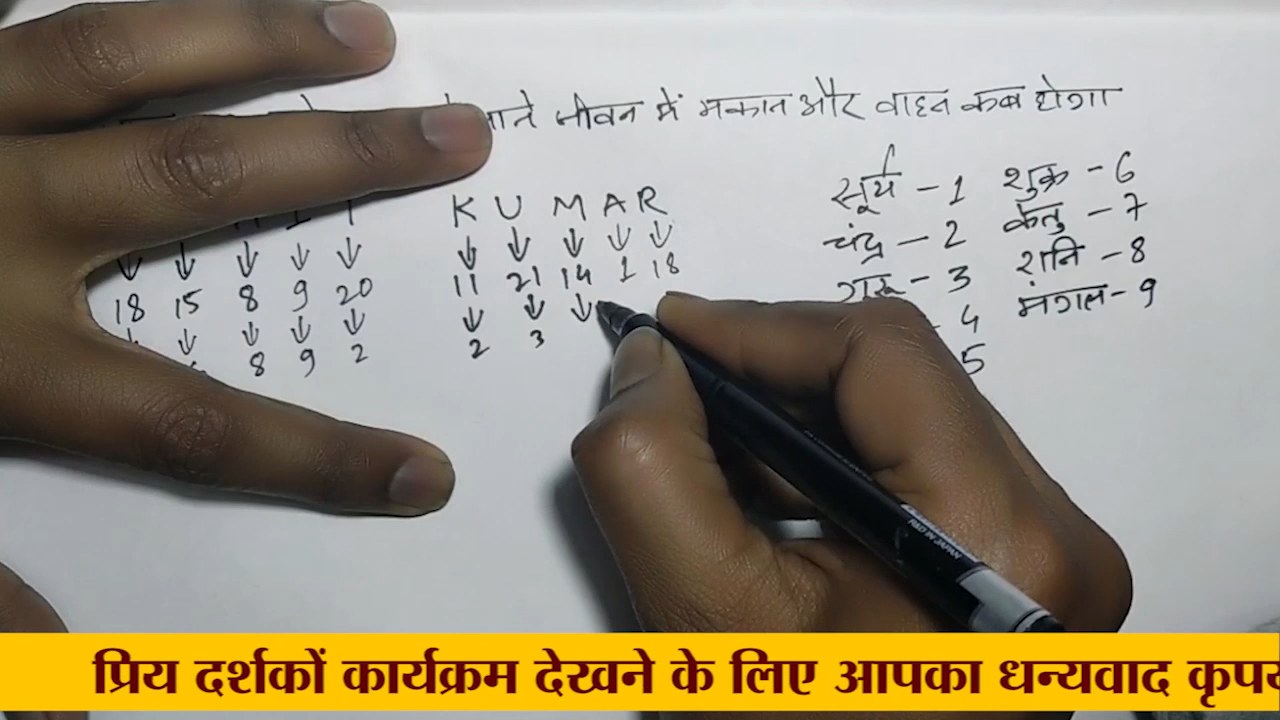 जीवन में मकान और वाहन कब होगा
K U M A R
11 21 14 1 18
2 3
18 15 8 9 20
8 9 2
सूर्य - 1
चंद्र - 2
गुरू - 3
- 4
5
शुक्र - 6
केतु - 7
शनि - 8
मंगल - 9
R&D IN JAPAN
प्रिय दर्शकों कार्यक्रम देखने के लिए आपका धन्यवाद